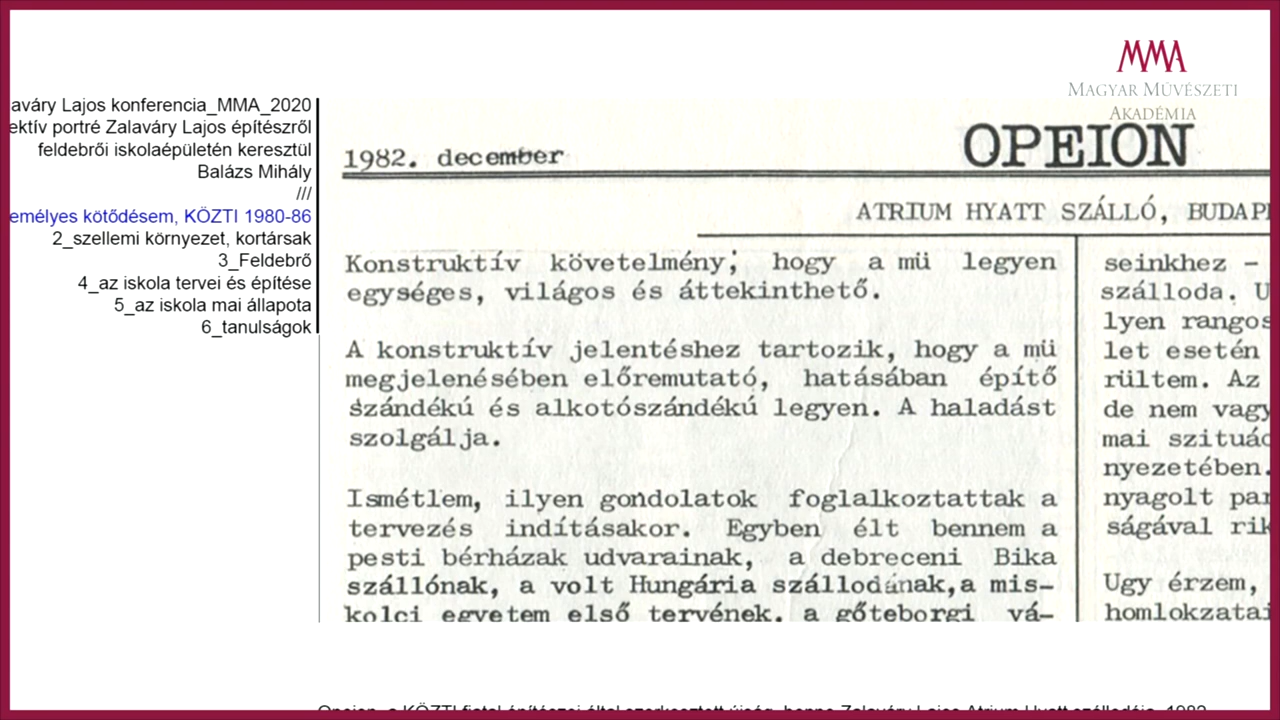 MMA
MAGYAR MŰVÉSZETI
AKADÉMIA
aváry Lajos konferencia_MMA_2020
ektív portré Zalaváry Lajos építészről
feldebrői iskolaépületén keresztül
Balázs Mihály
///
emélyes kötődésem, KÖZTI 1980-86
2_szellemi környezet, kortársak
3_Feldebrő
4_az iskola tervei és építése
5_az iskola mai állapota
6_tanulságok
1982. december
OPEION
ATRIUM HYATT SZÁLLÓ, BUDAP
Konstruktív követelmény; hogy a mü legyen
egységes, világos és áttekinthető.
A konstruktív jelentéshez tartozik, hogy a mü
megjelenésében előremutató, hatásában építő
szándékú és alkotószándékú legyen. A haladást
szolgálja.
Ismétlem, ilyen gondolatok foglalkoztattak a
tervezés indításakor. Egyben élt bennem a
pesti bérházak udvarainak, a debreceni Bika
szállónak, a volt Hungária szállodának,a mis-
kolci egyetem első tervének, a gőteborgi vá-
seinkhez -
szálloda. U
lyen rangos
let esetén
rültem. Az
de nem vagy
mai szituác
nyezetében.
nyagolt par
ságával rik
Ugy érzem,
homlokzatai